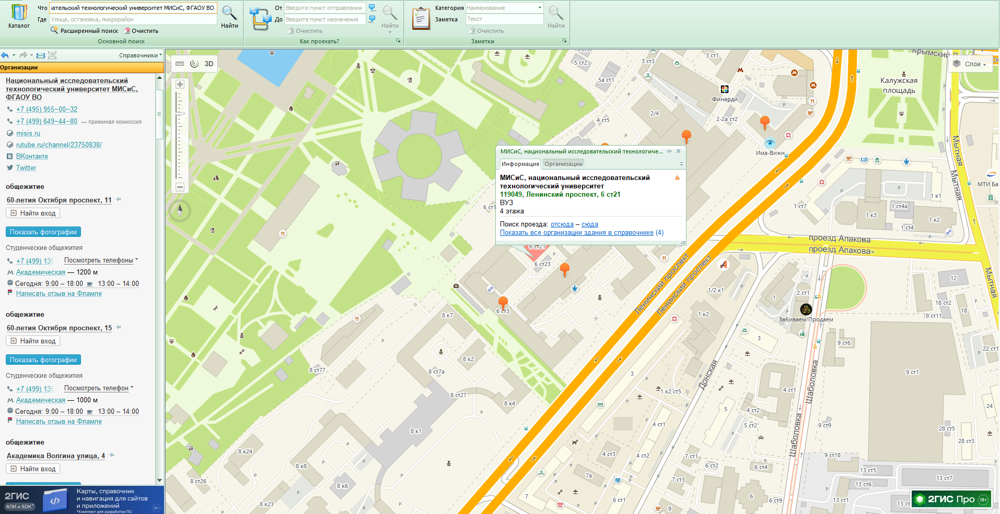 Каталог
Что
зательский технологический университет МИСиС, ФГАОУ ВО
Где
Улица, остановка, микрорайон
Расширенный поиск
Очистить
Найти
Основной поиск
От
Введите пункт отправления
До
Введите пункт назначения
Найти
Очистить
Как проехать?
Категория
Наименование
Заметка
Текст
Найти
Очистить
Заметки
Справочники
Организации
Национальный исследовательский
технологический университет МИСиС,
ФГАОУ ВО
+7 (495) 955–00–32
+7 (499) 649–44–80 — приемная комиссия
misis.ru
rutube.ru/channel/23750838/
ВКонтакте
Twitter
общежитие
60-летия Октября проспект, 11
Найти вход
Показать фотографии
Студенческие общежития
+7 (499) 135 Посмотреть телефоны
Академическая — 1200 м
Сегодня: 9:00 – 18:00 13:00 – 14:00
Написать отзыв на Флампе
общежитие
60-летия Октября проспект, 15
Найти вход
Показать фотографии
Студенческие общежития
+7 (499) 135 Посмотреть телефон
Академическая — 1000 м
Сегодня: 9:00 – 18:00 13:00 – 14:00
Написать отзыв на Флампе
общежитие
Академика Волгина улица, 4
Найти вход
2ГИС
АПИ и SDK*
Карты, справочник
и навигация для сайтов
и приложений
*Комплект для разработки ПО
18+
3D
Слои
Крымский Вал
Калужская
площадь
5 ст2
5а ст1
3 ст3
3 ст1
Финарди
2/4
2-2а ст2
4 ст5
Има-Вижн
МИСиС, национальный исследовательский технологиче...
Информация
Организации
МИСиС, национальный исследовательский
технологический университет
119049, Ленинский проспект, 6 ст21
ВУЗ
4 этажа
Поиск проезда: отсюда – сюда
Показать все организации здания в справочнике (4)
6 ст1
6 ст21
6 ст23
6 ст3
Мытная
Мытная
Мытная
МТИ Ба
1 к1
1 ст7
1 ст4а
1 к3
1 к2
1 ст4
проезд Апакова
проезд Апакова
Ленинский проспект
Ленинский проспект
1/2 к1
1 к2
1
2 ст1
Забиваем/Продаем
12
18 ст2
18
9 ст11
9 ст6
22 ст1
3
9 ст1
8 к7
8 к2
8 ст7а
8 ст77
8 ст27
8 к4
8 к1
8 к24
8 к8
8 к6
8 к23
8 ст26
3
1 к2 ст5
Донская
Шаболовка
Шаболовка
4 ст1
4 ст2
5
5 ст2
4 ст1
4 ст3
4 ст2
7а
7
6 ст1
9
7 ст1
7 ст3
6 ст2
6 ст4
6
6 ст9
9 ст9
9 ст18
24
28 ст5
28 ст3
13 ст5
13 ст7
13 ст6
13 ст1
13 ст
2ГИС Про 18+